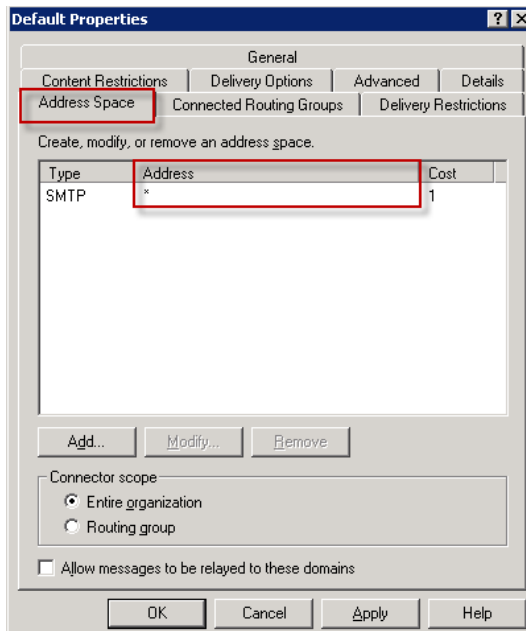 Default Properties ? X
General
Content Restrictions Delivery Options Advanced Details
Address Space Connected Routing Groups Delivery Restrictions
Create, modify, or remove an address space.
Type Address Cost
SMTP * 1
Add... Modify... Remove
Connector scope
Entire organization
Routing group
Allow messages to be relayed to these domains
OK Cancel Apply Help